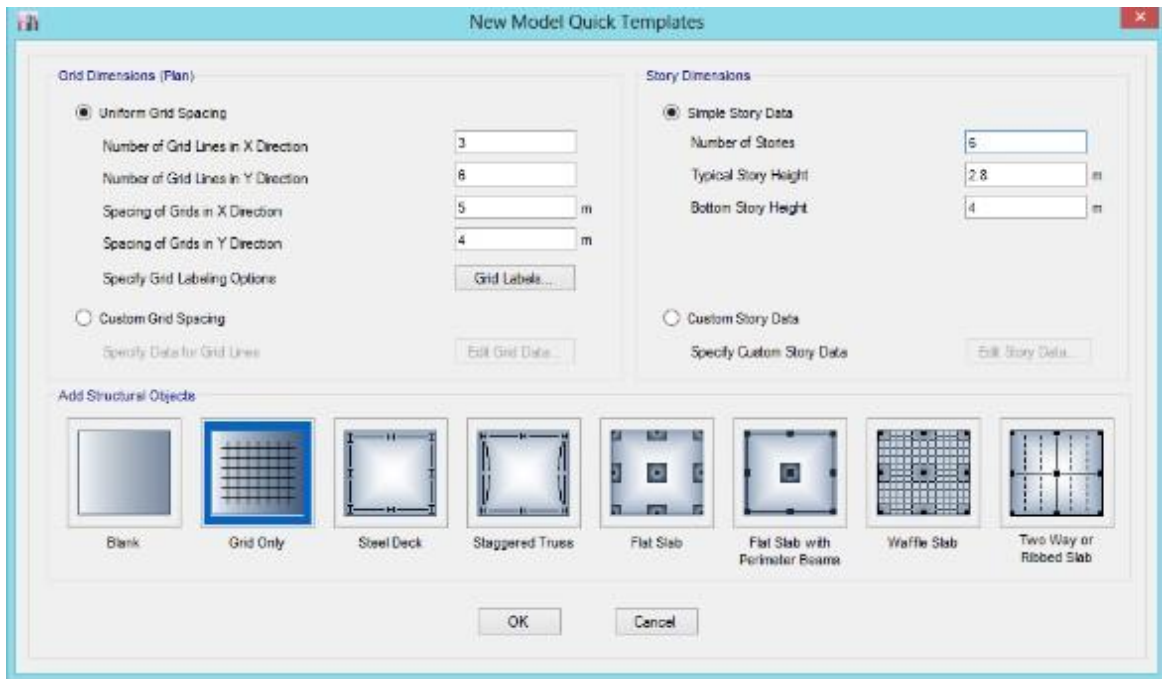 New Model Quick Templates
Grid Dimensions (Plan)
Uniform Grid Spacing
Number of Grid Lines in X Direction 3
Number of Grid Lines in Y Direction 6
Spacing of Grids in X Direction 5 m
Spacing of Grids in Y Direction 4 m
Specify Grid Labeling Options Grid Labels...
Custom Grid Spacing
Specify Data for Grid Lines Edit Grid Data...
Story Dimensions
Simple Story Data
Number of Stories 6
Typical Story Height 2.8 m
Bottom Story Height 4 m
Custom Story Data
Specify Custom Story Data Edit Story Data...
Add Structural Objects
Blank
Grid Only
Steel Deck
Staggered Truss
Flat Slab
Flat Slab with
Perimeter Beams
Waffle Slab
Two Way or
Ribbed Slab
OK
Cancel